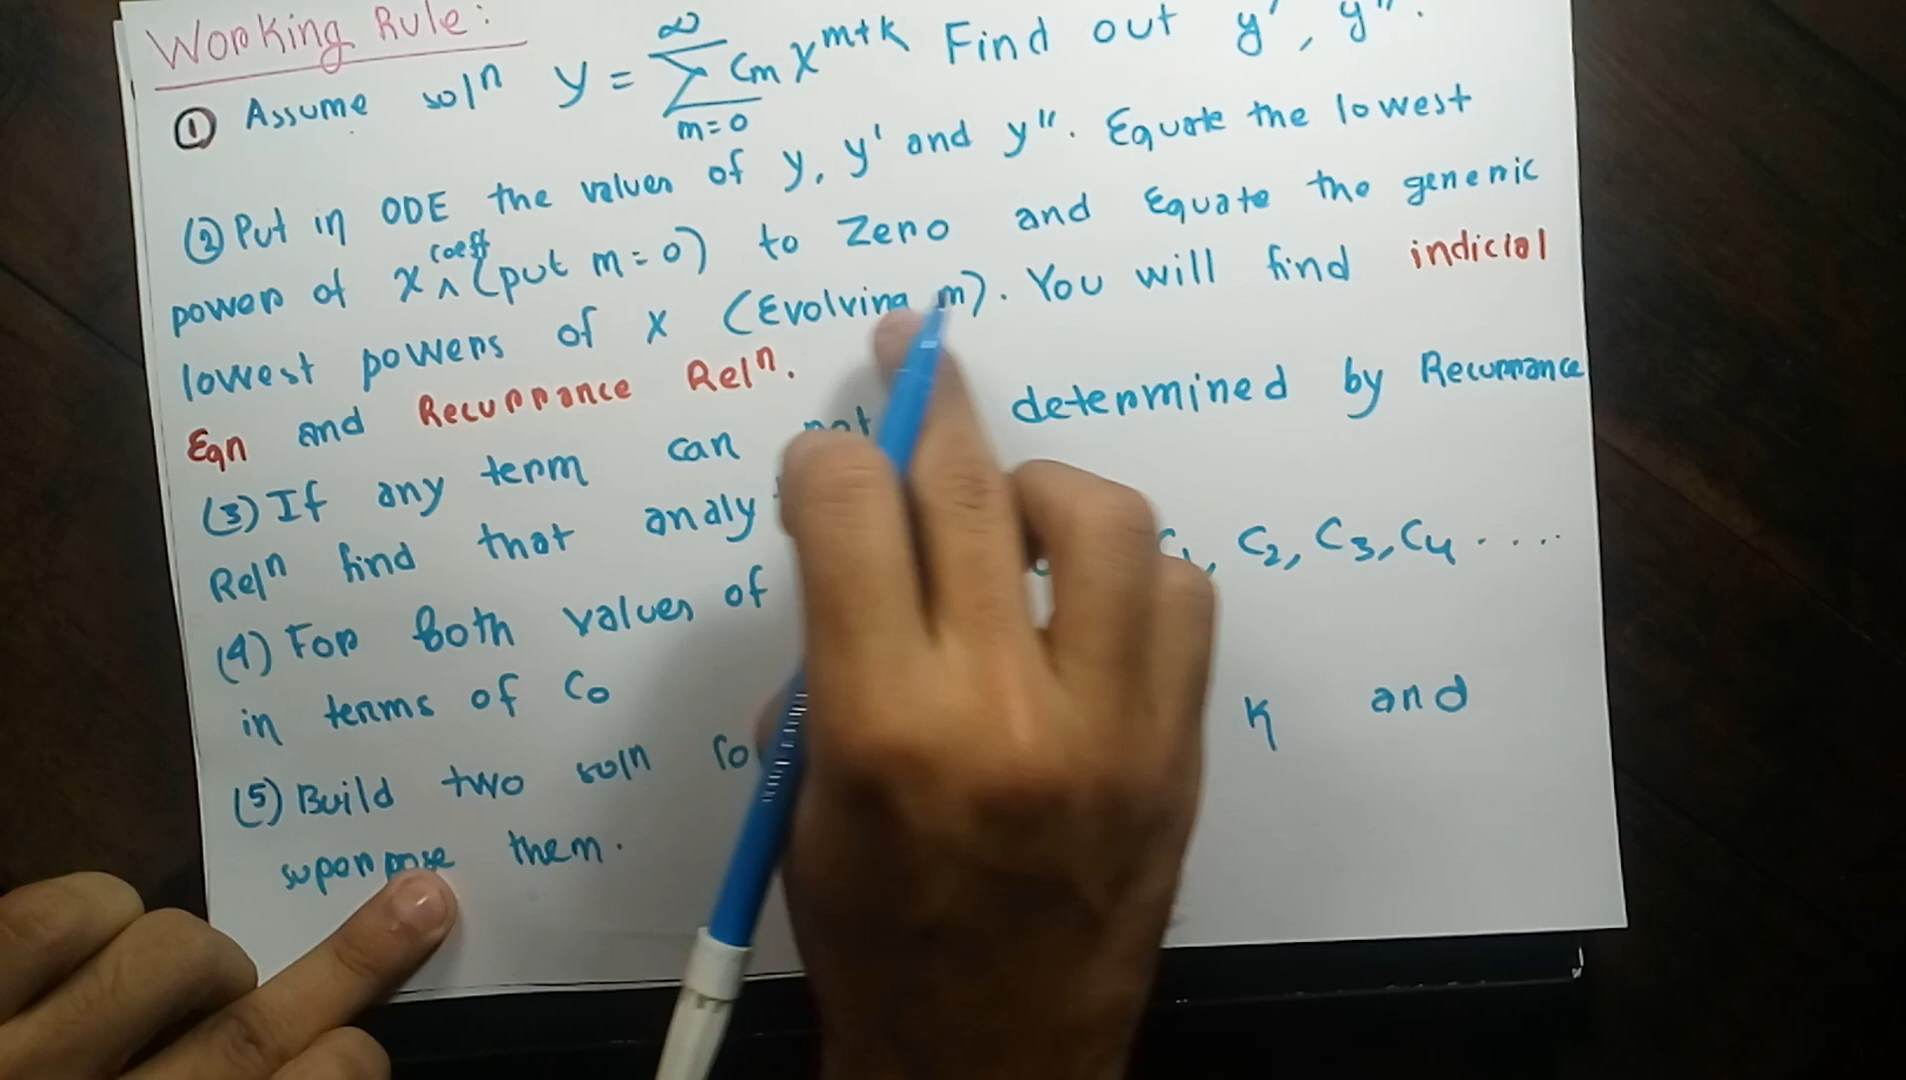 Working Rule:
① Assume solⁿ y = ∞ Σ m=0 Cm x^m+k Find out y', y''.
(2) Put in ODE the values of y, y' and y''. Equate the lowest
power of x coeff ^ (put m=0) to Zero and Equate the generic
lowest powers of x (Evolving m). You will find indicial
Eqn and Recurrance Relⁿ.
(3) If any term can not determined by Recurrance
Relⁿ find that
(4) For Both values of C₂, C₃, C₄ ....
in terms of C₀
(5) Build two solⁿ K and
superpose them.